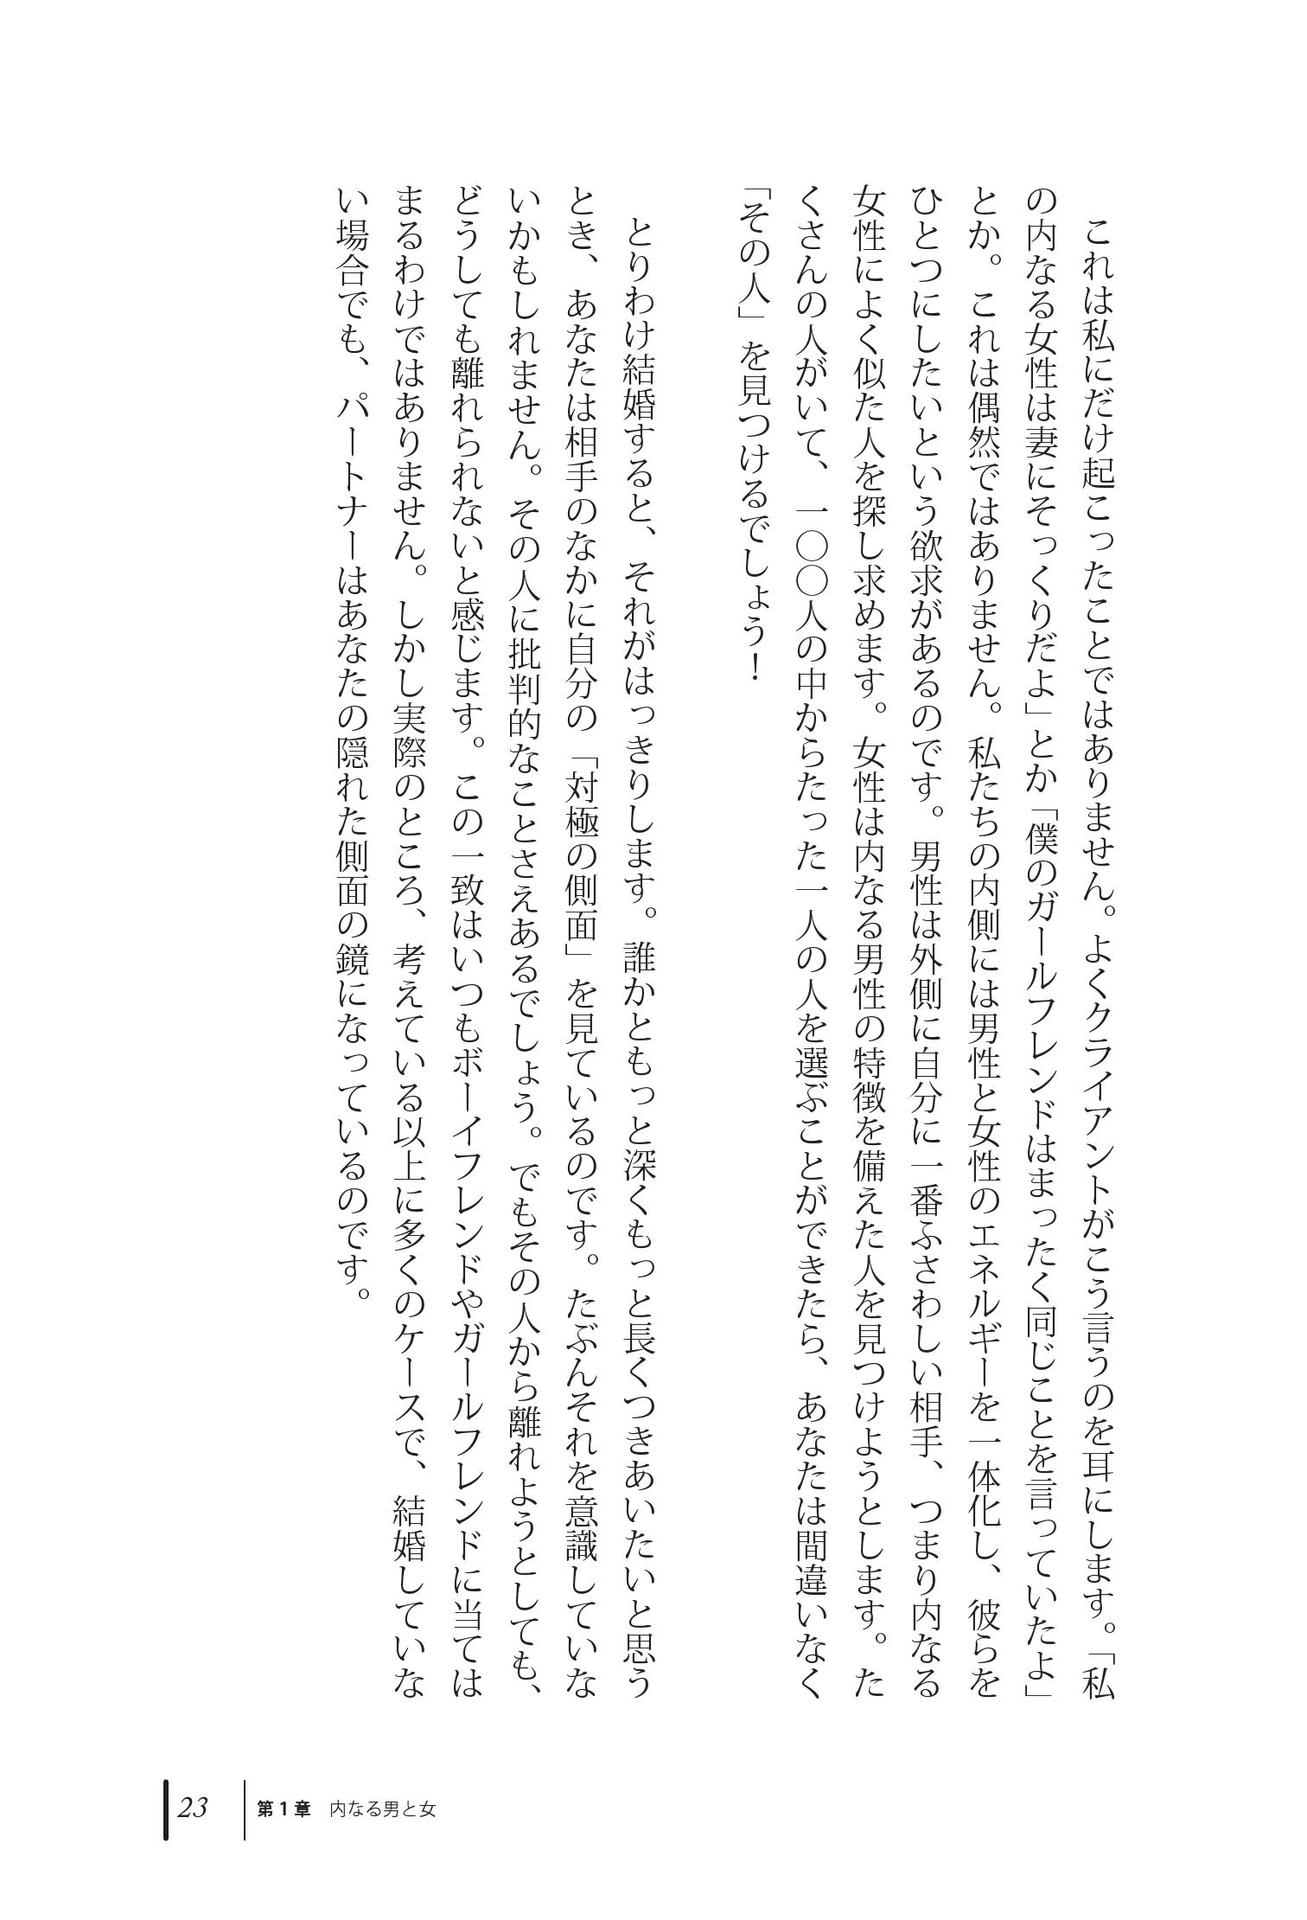 これは私にだけ起こったことではありません。よくクライアントがこう言うのを耳にします。「私
の内なる女性は妻にそっくりだよ」とか「僕のガールフレンドはまったく同じことを言っていたよ」
とか。これは偶然ではありません。私たちの内側には男性と女性のエネルギーを一体化し、彼らを
ひとつにしたいという欲求があるのです。男性は外側に自分に一番ふさわしい相手、つまり内なる
女性によく似た人を探し求めます。女性は内なる男性の特徴を備えた人を見つけようとします。た
くさんの人がいて、一〇〇人の中からたった一人の人を選ぶことができたら、あなたは間違いなく
「その人」を見つけるでしょう！
とりわけ結婚すると、それがはっきりします。誰かともっと深くもっと長くつきあいたいと思う
とき、あなたは相手のなかに自分の「対極の側面」を見ているのです。たぶんそれを意識していな
いかもしれません。その人に批判的なことさえあるでしょう。でもその人から離れようとしても、
どうしても離れられないと感じます。この一致はいつもボーイフレンドやガールフレンドに当ては
まるわけではありません。しかし実際のところ、考えている以上に多くのケースで、結婚していな
い場合でも、パートナーはあなたの隠れた側面の鏡になっているのです。
23 第1章 内なる男と女